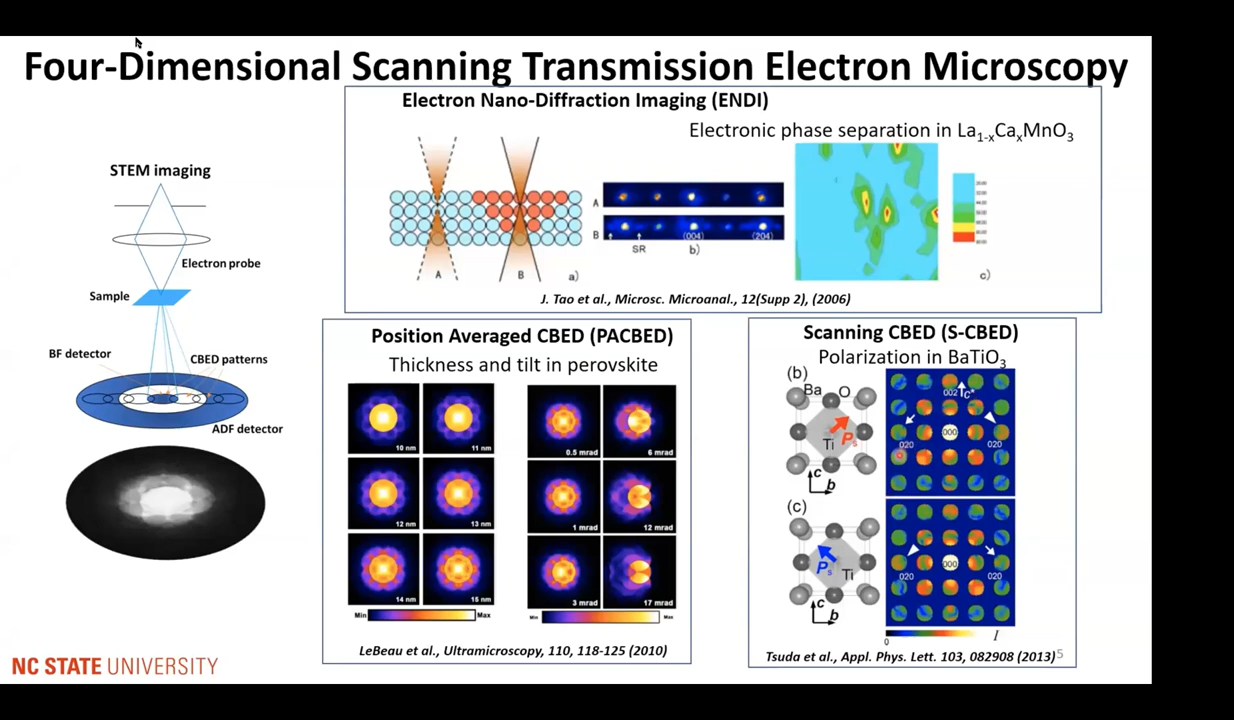 Four-Dimensional Scanning Transmission Electron Microscopy
STEM imaging
Electron probe
Sample
BF detector
CBED patterns
ADF detector
Electron Nano-Diffraction Imaging (ENDI)
Electronic phase separation in La1-xCaxMnO3
A
B
a)
A
B
SR
(004)
(204)
b)
c)
J. Tao et al., Microsc. Microanal., 12(Supp 2), (2006)
Position Averaged CBED (PACBED)
Thickness and tilt in perovskite
10 nm
11 nm
12 nm
13 nm
14 nm
15 nm
Min
Max
0.5 mrad
6 mrad
1 mrad
12 mrad
3 mrad
17 mrad
Min
Max
LeBeau et al., Ultramicroscopy, 110, 118-125 (2010)
Scanning CBED (S-CBED)
Polarization in BaTiO3
(b)
Ba
O
Ti
Ps
c
b
002
c*
020
000
020
(c)
Ps
Ti
c
b
020
000
020
0
I
Tsuda et al., Appl. Phys. Lett. 103, 082908 (2013)
5
NC STATE UNIVERSITY